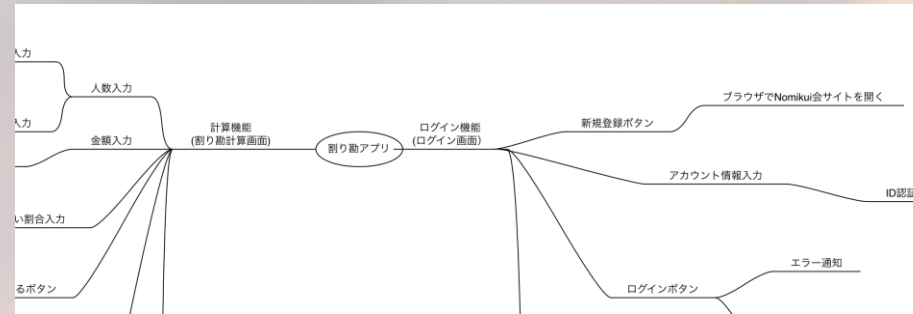 入力
人数入力
入力
金額入力
い割合入力
るボタン
計算機能
(割り勘計算画面)
割り勘アプリ
ログイン機能
(ログイン画面)
新規登録ボタン
ブラウザでNomikui会サイトを開く
アカウント情報入力
ID認証
ログインボタン
エラー通知